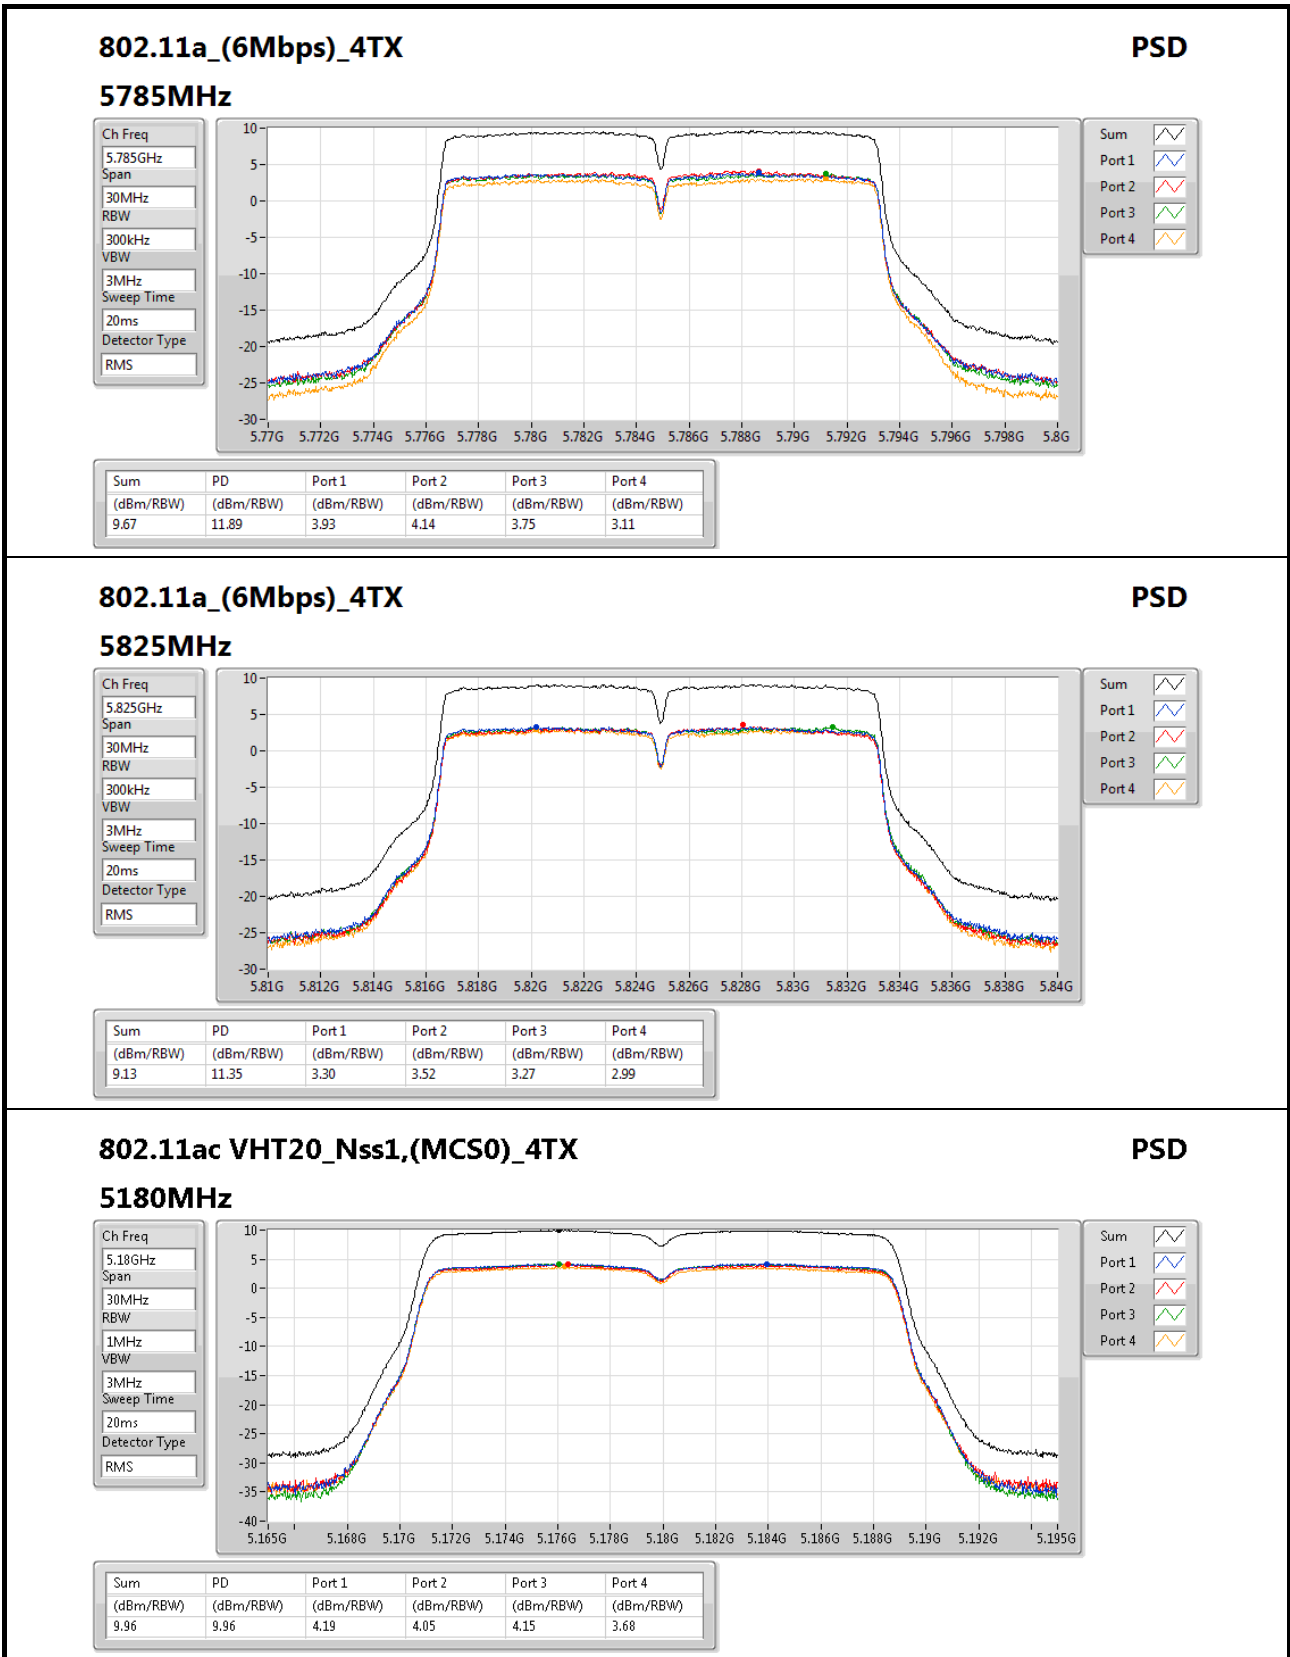 802.11a_(6Mbps)_4TX PSD
5785MHz
Ch Freq
5.785GHz
Span
30MHz
RBW
300kHz
VBW
3MHz
Sweep Time
20ms
Detector Type
RMS
10
5
0
-5
-10
-15
-20
-25
-30
5.77G 5.772G 5.774G 5.776G 5.778G 5.78G 5.782G 5.784G 5.786G 5.788G 5.79G 5.792G 5.794G 5.796G 5.798G 5.8G
Sum
Port 1
Port 2
Port 3
Port 4
Sum PD Port 1 Port 2 Port 3 Port 4
(dBm/RBW) (dBm/RBW) (dBm/RBW) (dBm/RBW) (dBm/RBW) (dBm/RBW)
9.67 11.89 3.93 4.14 3.75 3.11
802.11a_(6Mbps)_4TX PSD
5825MHz
Ch Freq
5.825GHz
Span
30MHz
RBW
300kHz
VBW
3MHz
Sweep Time
20ms
Detector Type
RMS
10
5
0
-5
-10
-15
-20
-25
-30
5.81G 5.812G 5.814G 5.816G 5.818G 5.82G 5.822G 5.824G 5.826G 5.828G 5.83G 5.832G 5.834G 5.836G 5.838G 5.84G
Sum
Port 1
Port 2
Port 3
Port 4
Sum PD Port 1 Port 2 Port 3 Port 4
(dBm/RBW) (dBm/RBW) (dBm/RBW) (dBm/RBW) (dBm/RBW) (dBm/RBW)
9.13 11.35 3.30 3.52 3.27 2.99
802.11ac VHT20_Nss1,(MCS0)_4TX PSD
5180MHz
Ch Freq
5.18GHz
Span
30MHz
RBW
1MHz
VBW
3MHz
Sweep Time
20ms
Detector Type
RMS
10
5
0
-5
-10
-15
-20
-25
-30
-35
-40
5.165G 5.168G 5.17G 5.172G 5.174G 5.176G 5.178G 5.18G 5.182G 5.184G 5.186G 5.188G 5.19G 5.192G 5.195G
Sum
Port 1
Port 2
Port 3
Port 4
Sum PD Port 1 Port 2 Port 3 Port 4
(dBm/RBW) (dBm/RBW) (dBm/RBW) (dBm/RBW) (dBm/RBW) (dBm/RBW)
9.96 9.96 4.19 4.05 4.15 3.68